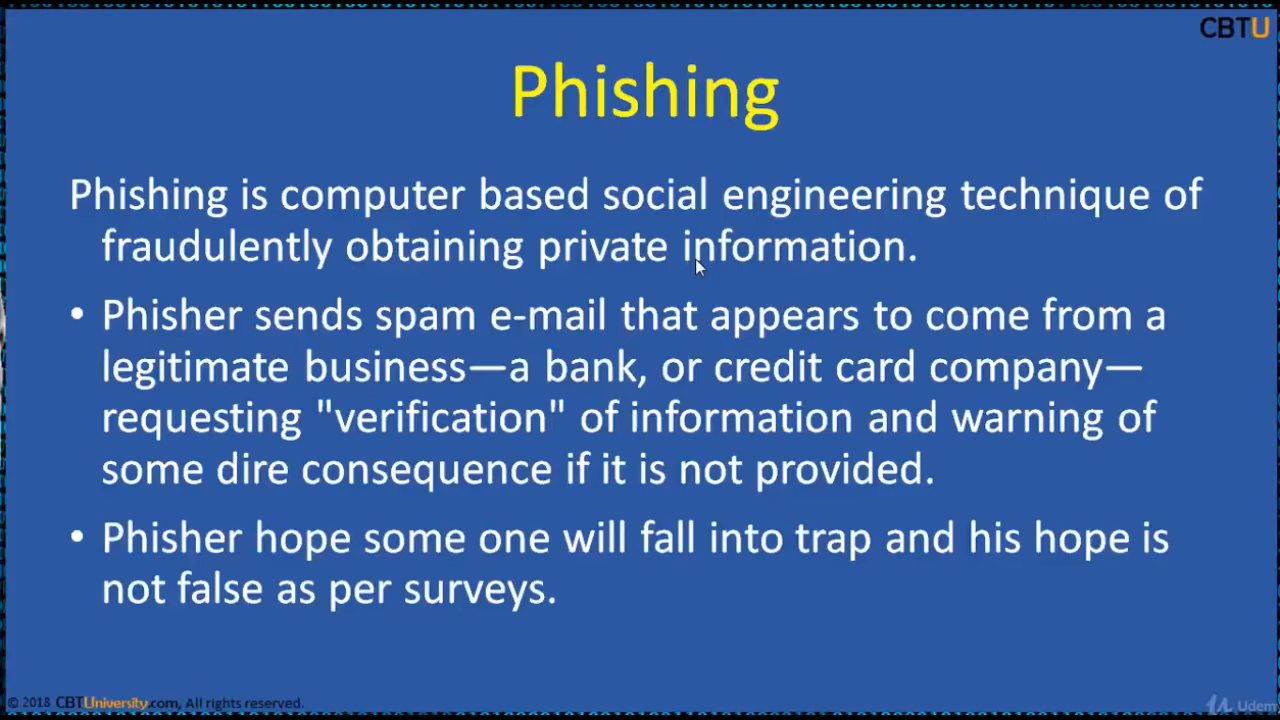 CBTU
Phishing
Phishing is computer based social engineering technique of
fraudulently obtaining private information.
• Phisher sends spam e-mail that appears to come from a
legitimate business—a bank, or credit card company—
requesting "verification" of information and warning of
some dire consequence if it is not provided.
• Phisher hope some one will fall into trap and his hope is
not false as per surveys.
© 2018 CBTUniversity.com, All rights reserved.